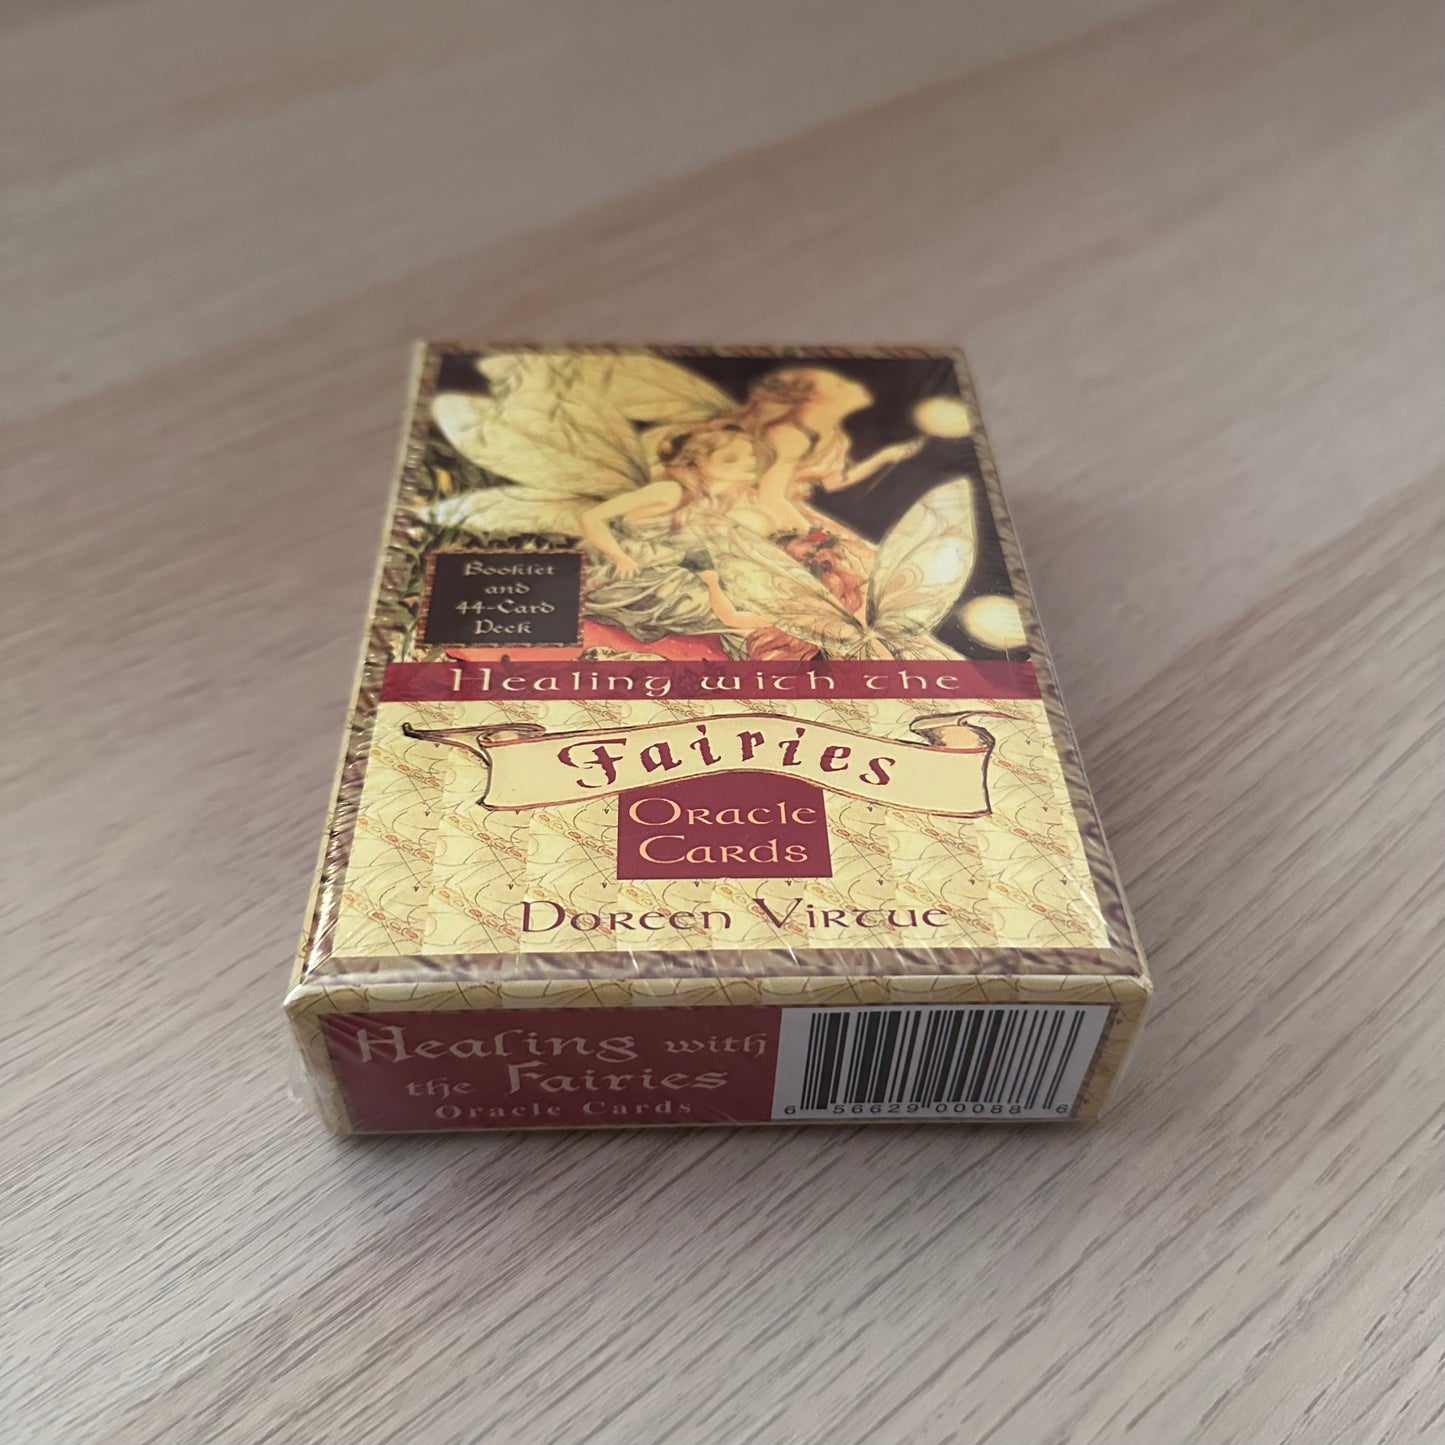 Booklet
and
44-Card
Deck
Healing with the
Fairies
Oracle
Cards
Doreen Virtue
Healing with
the Fairies
Oracle Cards
6 56629 00088 6